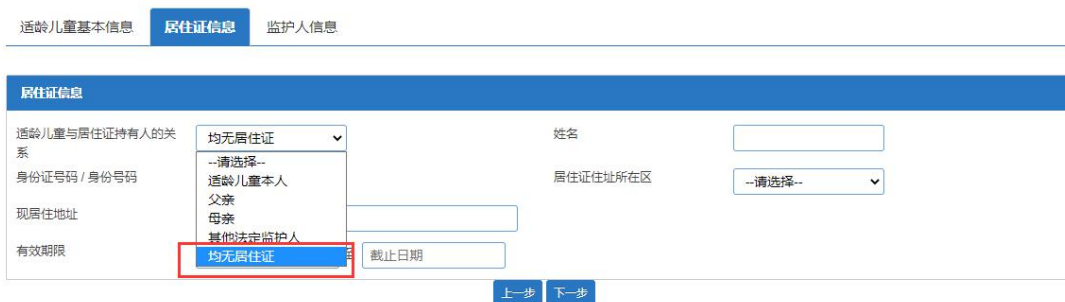 适龄儿童基本信息 居住证信息 监护人信息
居住证信息
适龄儿童与居住证持有人的关系
均无居住证
姓名
--请选择--
适龄儿童本人
父亲
母亲
其他法定监护人
均无居住证
身份证号码 / 身份号码
居住证住址所在区
--请选择--
现居住地址
有效期限
截止日期
上一步 下一步